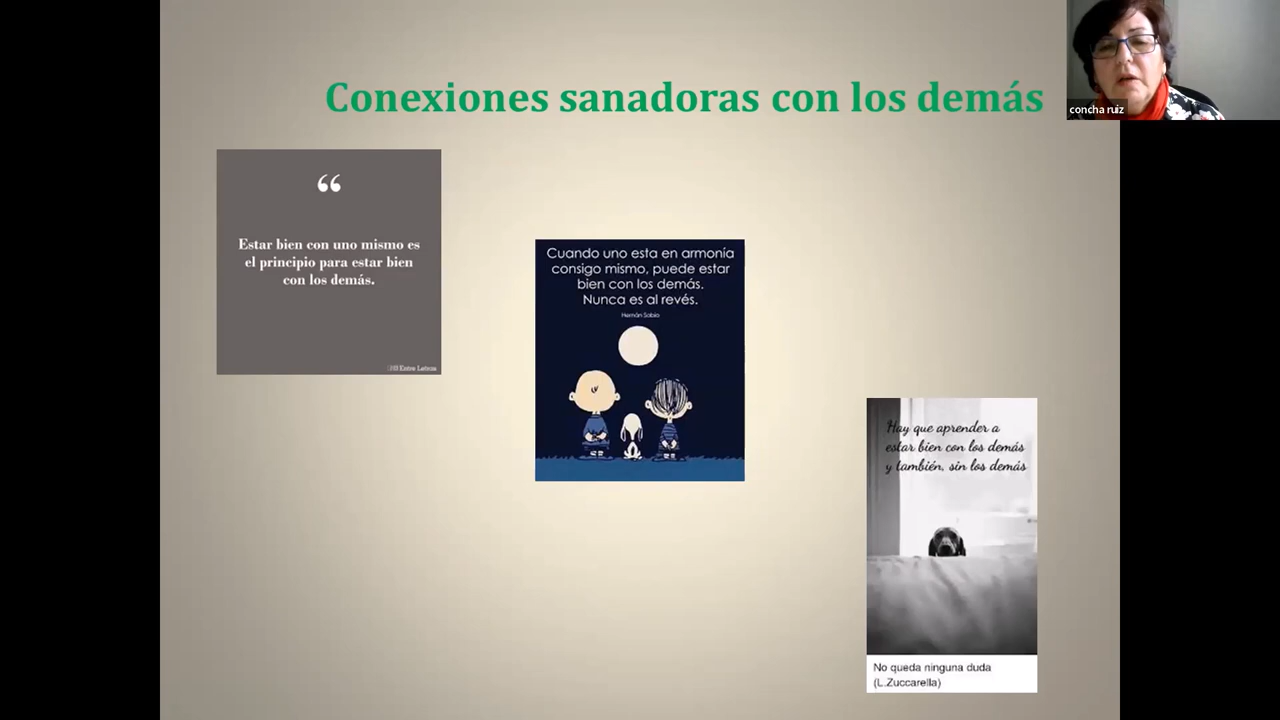 Conexiones sanadoras con los demás
concha ruiz
“
Estar bien con uno mismo es
el principio para estar bien
con los demás.
Entre Letras
Cuando uno esta en armonía
consigo mismo, puede estar
bien con los demás.
Nunca es al revés.
Hernán Sabio
Hay que aprender a
estar bien con los demás
y también, sin los demás
No queda ninguna duda
(L.Zuccarella)